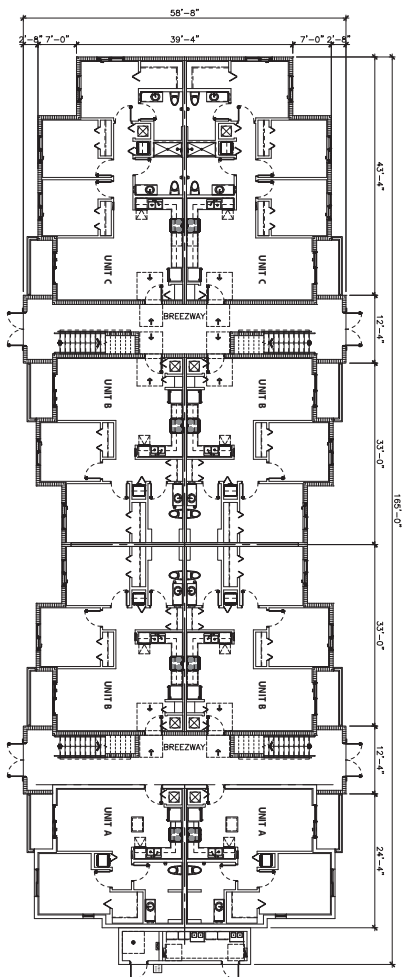 58'-8"
2'-8" 7'-0" 39'-4" 7'-0" 2'-8"
43'-4"
UNIT C
UNIT C
BREEZWAY
12'-4"
UNIT B
UNIT B
33'-0"
165'-0"
33'-0"
UNIT B
UNIT B
BREEZWAY
12'-4"
UNIT A
UNIT A
24'-4"